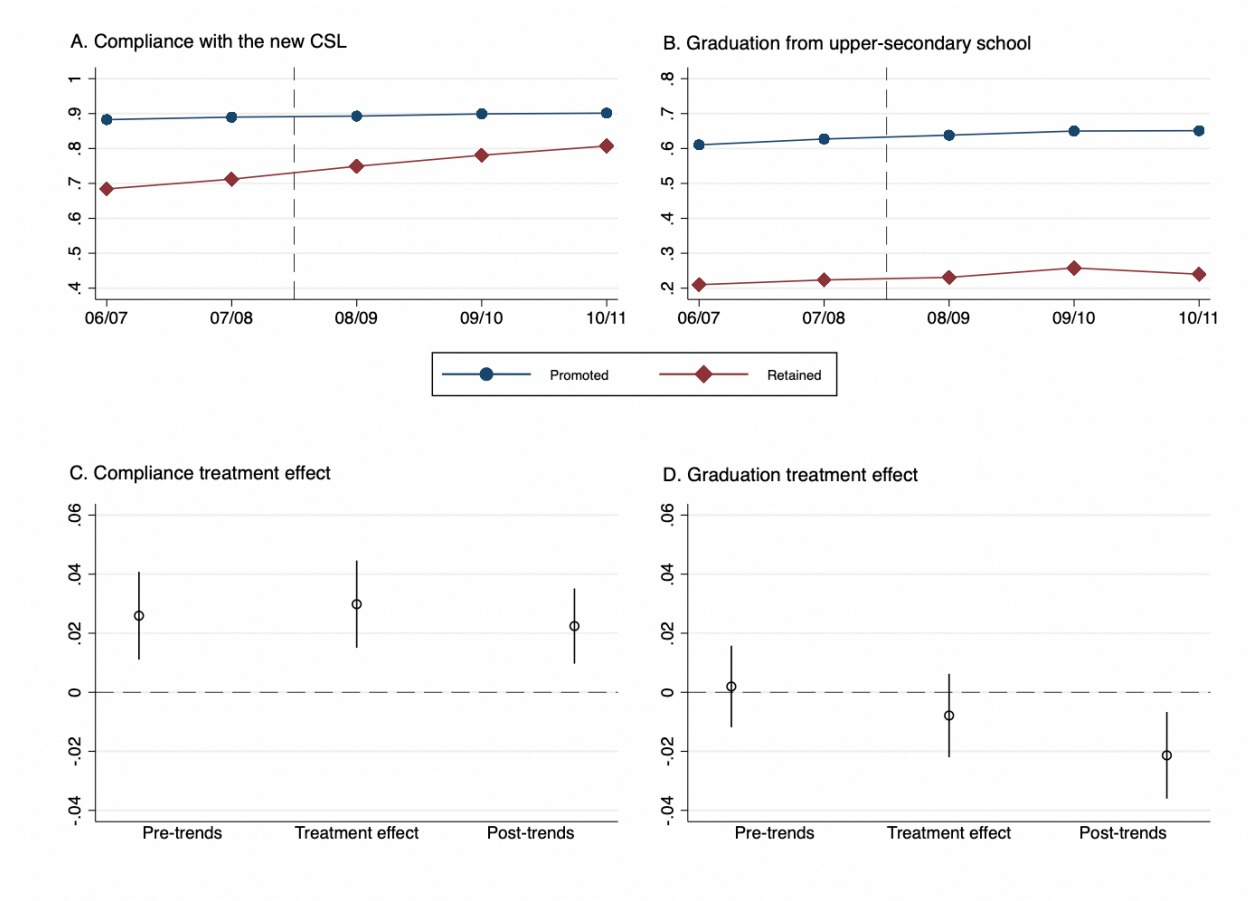 A. Compliance with the new CSL
1
.9
.8
.7
.6
.5
.4
06/07 07/08 08/09 09/10 10/11
B. Graduation from upper-secondary school
.8
.7
.6
.5
.4
.3
.2
06/07 07/08 08/09 09/10 10/11
Promoted Retained
C. Compliance treatment effect
.06
.04
.02
0
-.02
-.04
Pre-trends Treatment effect Post-trends
D. Graduation treatment effect
.06
.04
.02
0
-.02
-.04
Pre-trends Treatment effect Post-trends